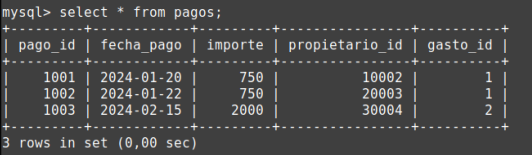 mysql> select * from pagos;
+---------+------------+---------+----------------+----------+
| pago_id | fecha_pago | importe | propietario_id | gasto_id |
+---------+------------+---------+----------------+----------+
|    1001 | 2024-01-20 |     750 |          10002 |        1 |
|    1002 | 2024-01-22 |     750 |          20003 |        1 |
|    1003 | 2024-02-15 |    2000 |          30004 |        2 |
+---------+------------+---------+----------------+----------+
3 rows in set (0,00 sec)